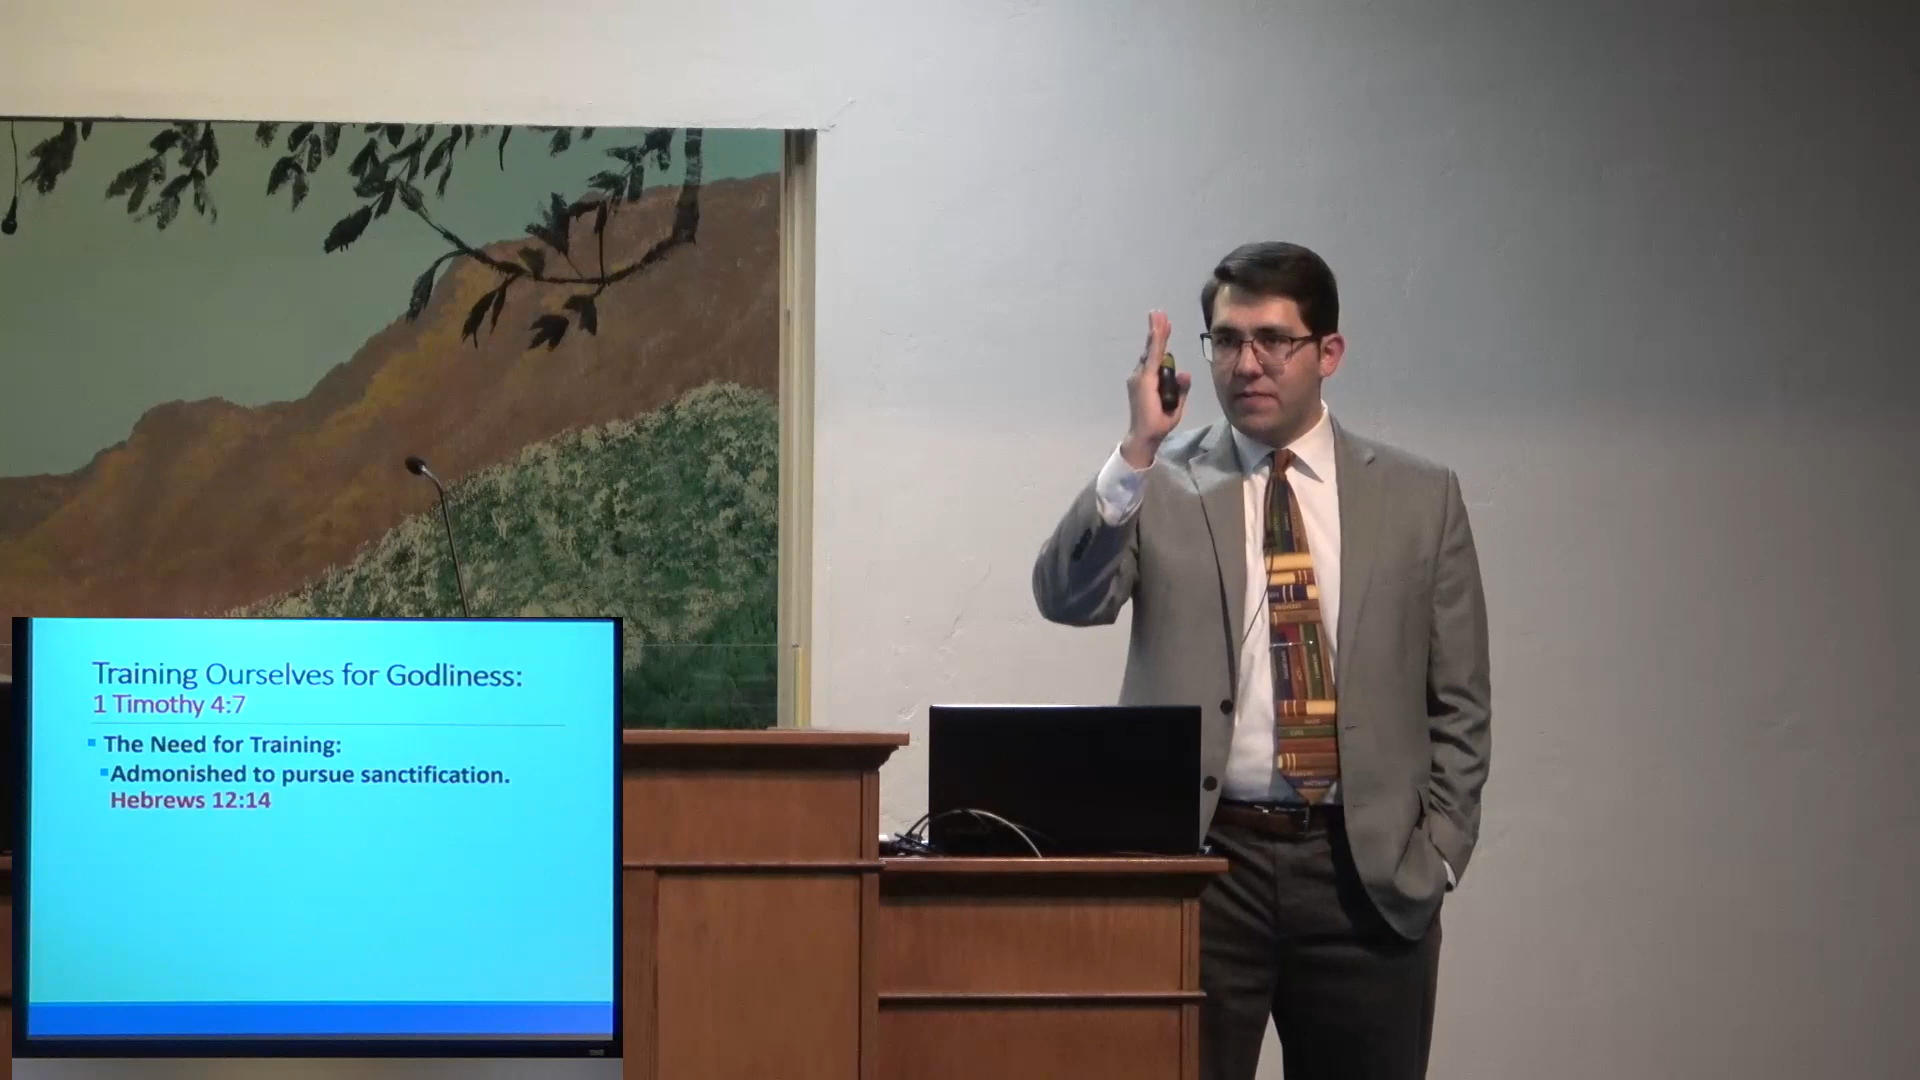 Training Ourselves for Godliness:
1 Timothy 4:7
▪ The Need for Training:
▪Admonished to pursue sanctification.
Hebrews 12:14